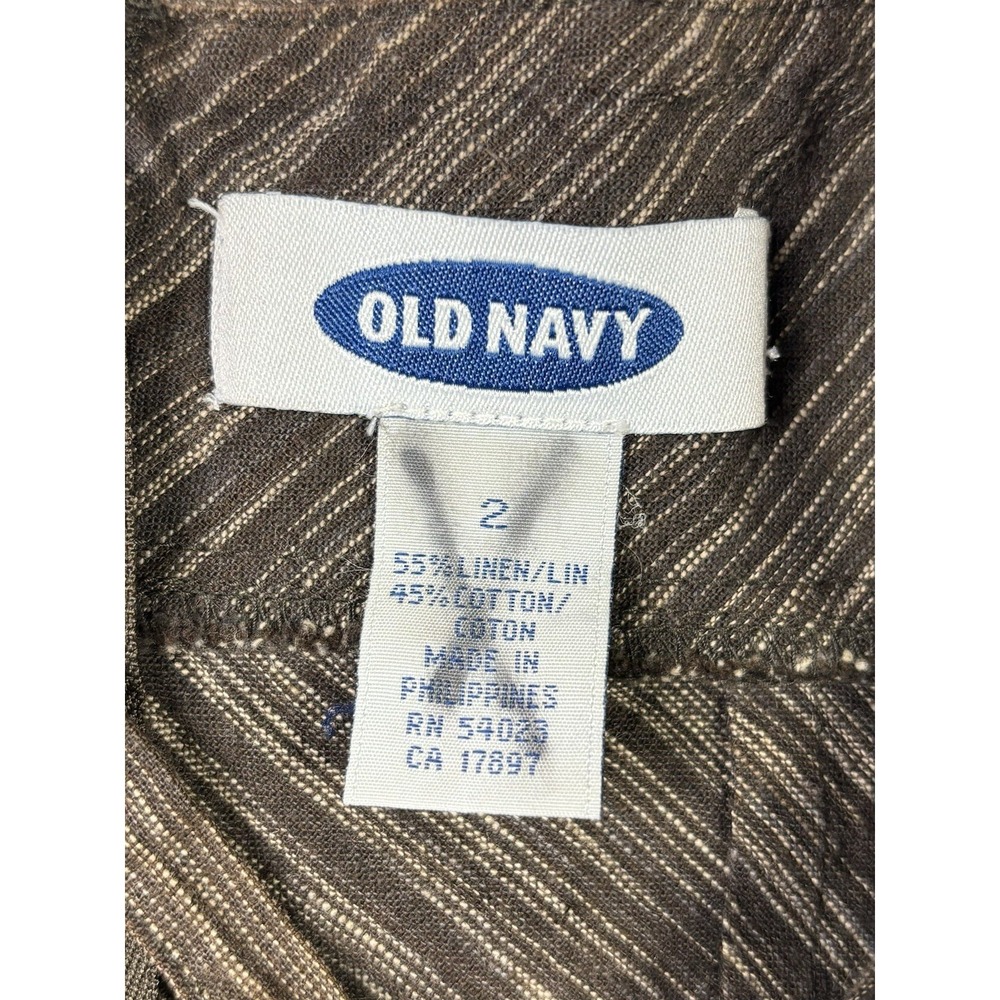 OLD NAVY
2
55% LINEN/LIN
45% COTTON/
COTON
MADE IN
PHILIPPINES
RN 54023
CA 17897